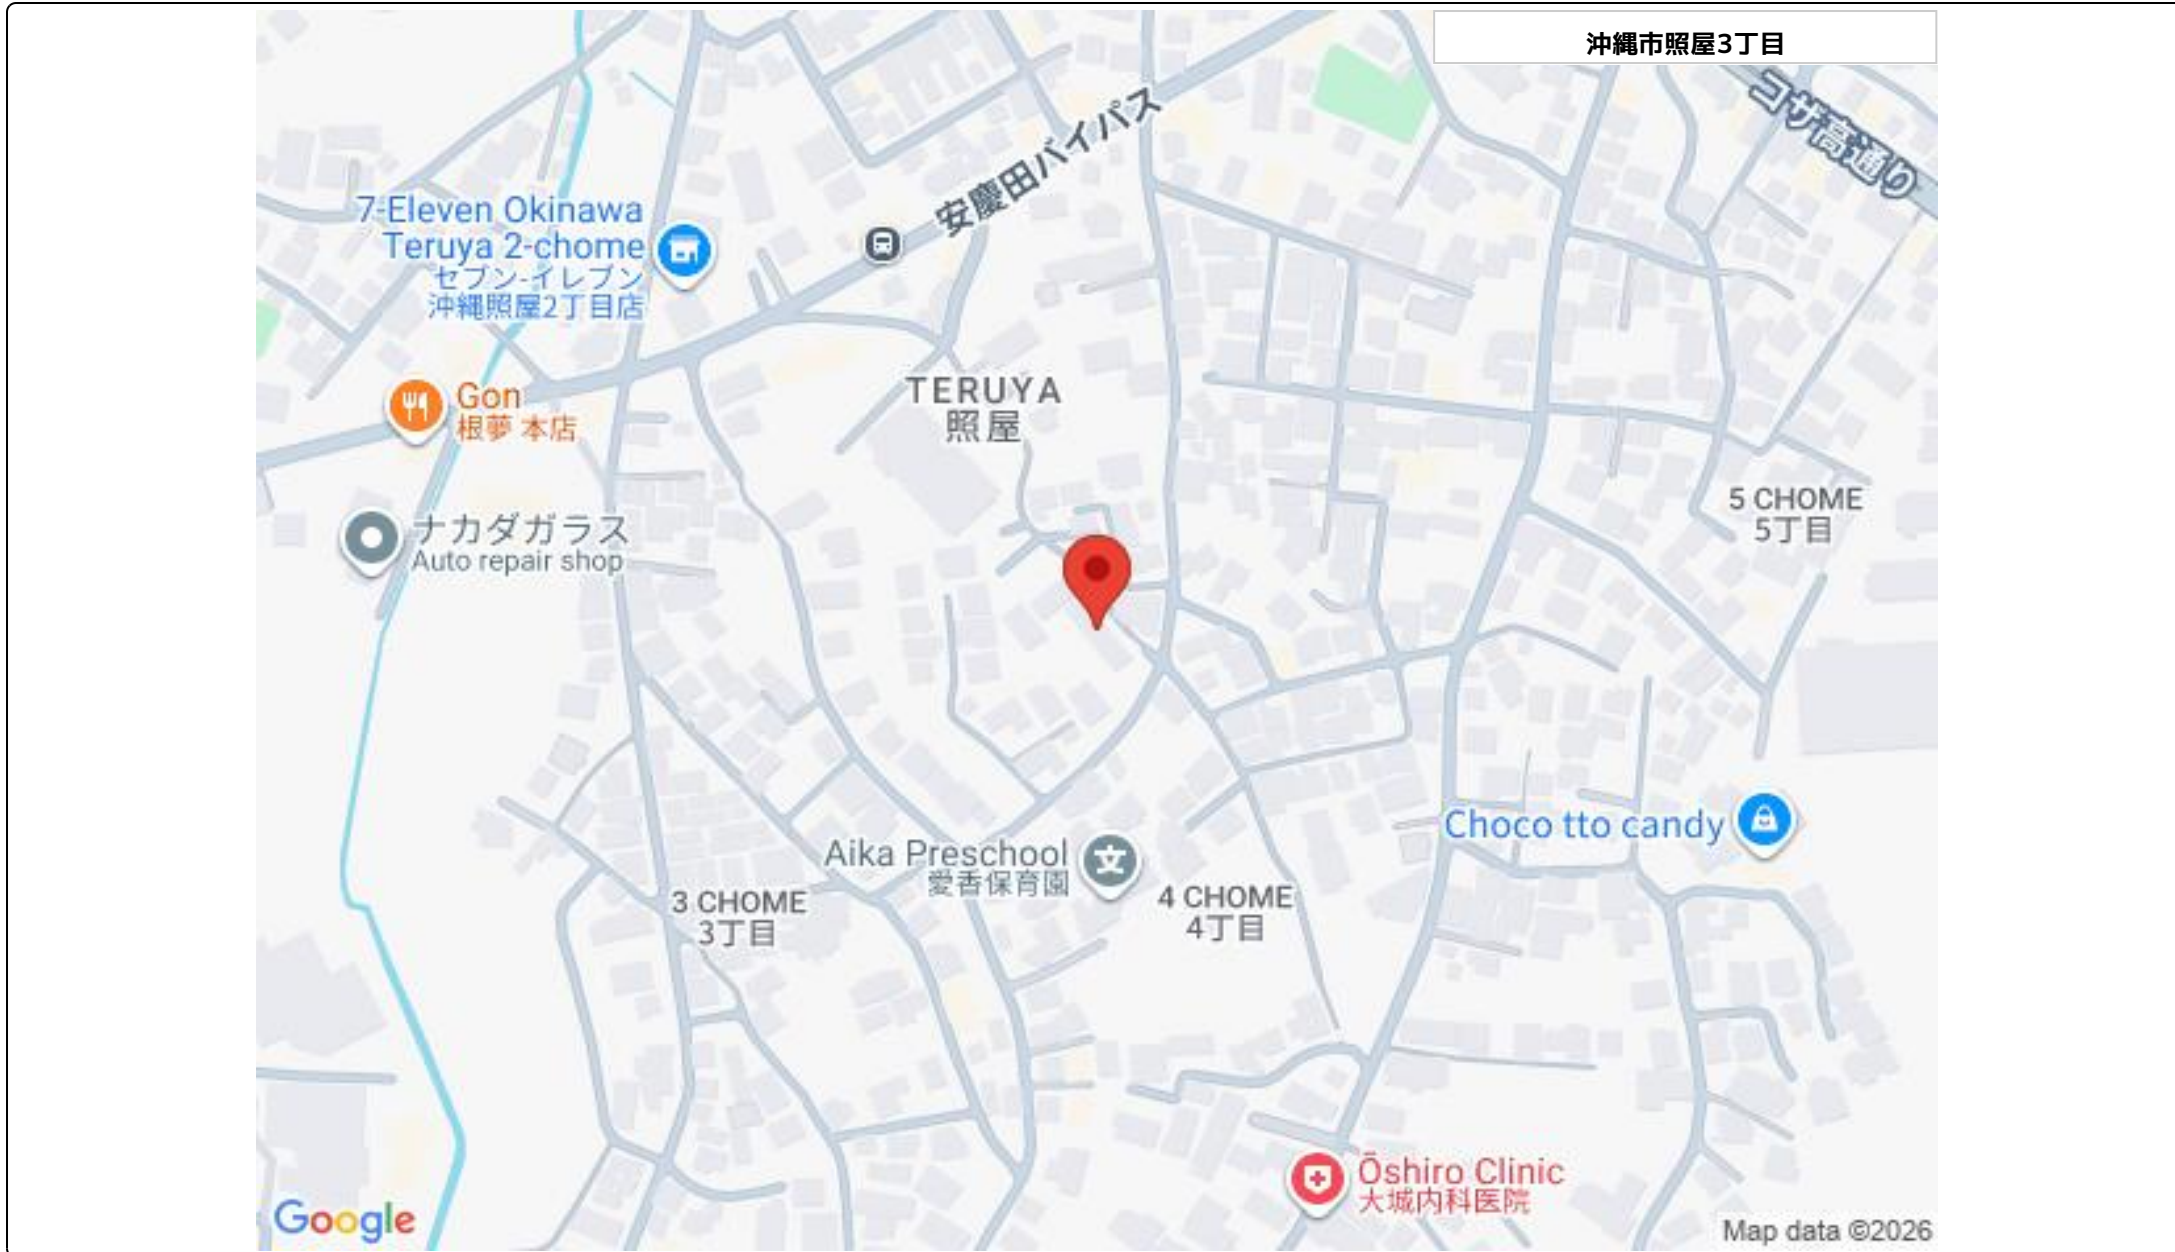 沖縄市照屋3丁目
コザ高通り
安慶田バイパス
7-Eleven Okinawa
Teruya 2-chome
セブン-イレブン
沖縄照屋2丁目店
TERUYA
照屋
Gon
根夢 本店
5 CHOME
5丁目
ナカダガラス
Auto repair shop
Choco tto candy
Aika Preschool
愛香保育園
文
3 CHOME
3丁目
4 CHOME
4丁目
Ōshiro Clinic
大城内科医院
Google
Map data ©2026